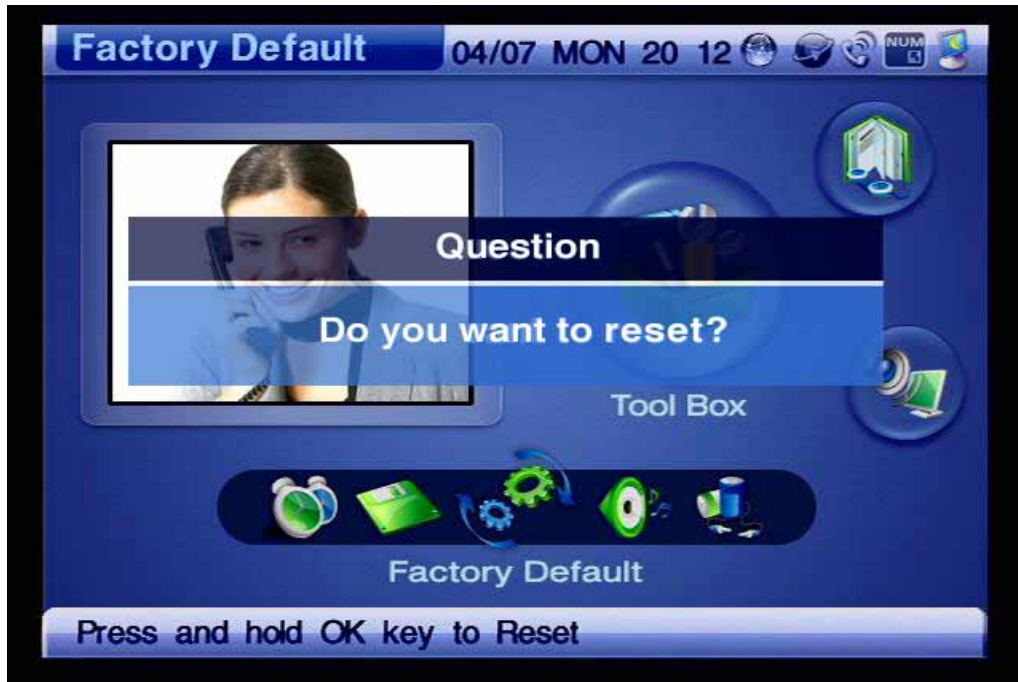 Factory Default 04/07 MON 20 12 NUM
Question
Do you want to reset?
Tool Box
Factory Default
Press and hold OK key to Reset